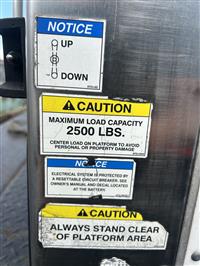 NOTICE
UP
DOWN
CAUTION
MAXIMUM LOAD CAPACITY
2500 LBS.
CENTER LOAD ON PLATFORM TO AVOID
PERSONAL OR PROPERTY DAMAGE
NOTICE
ELECTRICAL SYSTEM IS PROTECTED BY
A RESETTABLE CIRCUIT BREAKER. SEE
OWNER'S MANUAL AND DECAL LOCATED
AT THE BATTERY.
CAUTION
ALWAYS STAND CLEAR
OF PLATFORM AREA